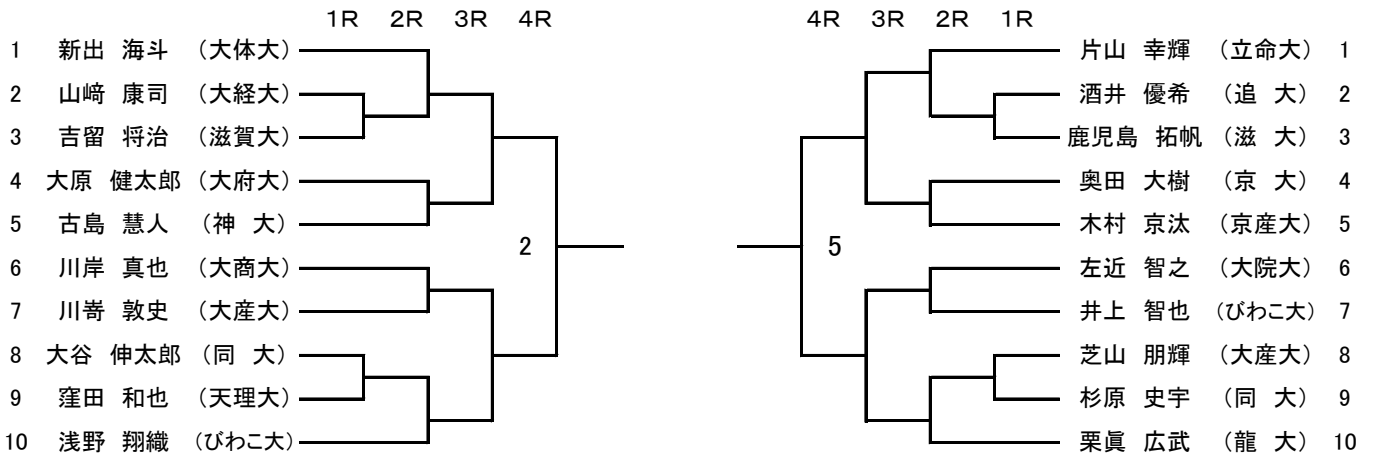 1R 2R 3R 4R
1 新出 海斗 (大体大)
2 山﨑 康司 (大経大)
3 吉留 将治 (滋賀大)
4 大原 健太郎 (大府大)
5 古島 慧人 (神 大)
2
6 川岸 真也 (大商大)
7 川嵜 敦史 (大産大)
8 大谷 伸太郎 (同 大)
9 窪田 和也 (天理大)
10 浅野 翔織 (びわこ大)
4R 3R 2R 1R
片山 幸輝 (立命大) 1
酒井 優希 (追 大) 2
鹿児島 拓帆 (滋 大) 3
奥田 大樹 (京 大) 4
木村 京汰 (京産大) 5
5
左近 智之 (大院大) 6
井上 智也 (びわこ大) 7
芝山 朋輝 (大産大) 8
杉原 史宇 (同 大) 9
栗眞 広武 (龍 大) 10